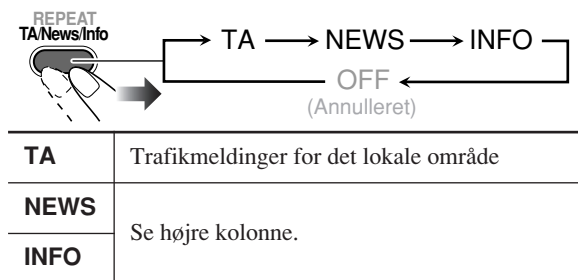 REPEAT
TA/News/Info
TA NEWS INFO
OFF
(Annulleret)
TA Trafikmeldinger for det lokale område
NEWS
Se højre kolonne.
INFO